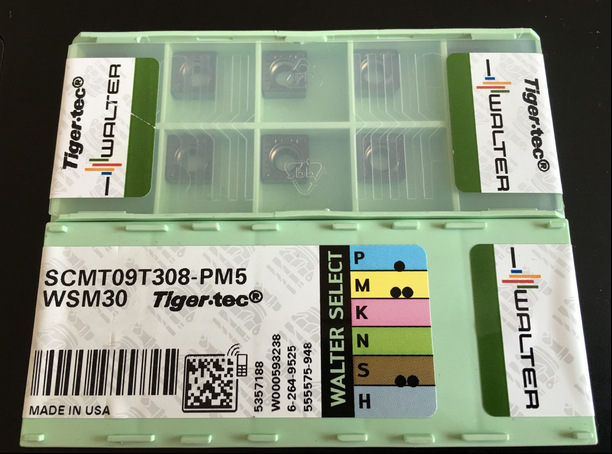 Tiger·tec®
WALTER
WALTER
Tiger·tec®
SCMT09T308-PM5
WSM30 Tiger·tec®
MADE IN USA
5357188
W000593238
6-264-9525
555575-948
WALTER SELECT
P
M
K
N
S
H
WALTER